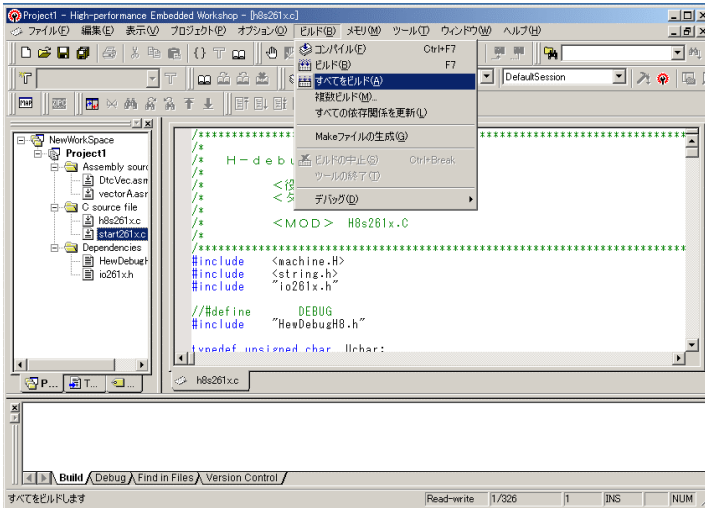 Project1 - High-performance Embedded Workshop - [h8s261x.c]
ファイル(F) 編集(E) 表示(V) プロジェクト(P) オプション(O) ビルド(B) メモリ(M) ツール(T) ウィンドウ(W) ヘルプ(H)
コンパイル(F) Ctrl+F7
ビルド(B) F7
すべてをビルド(A)
複数ビルド(M)...
すべての依存関係を更新(L)
Makeファイルの生成(G)
ビルドの中止(S) Ctrl+Break
ツールの終了(T)
デバッグ(D)
DefaultSession
NewWorkSpace
Project1
Assembly sourc
DtcVec.asm
vectorA.asr
C source file
h8s261x.c
start261x.c
Dependencies
HewDebugH
io261x.h
/*
/* H-debu
/* <役
/* <タ
/*
/* <MOD> H8s261x.C
/*
#include <machine.H>
#include <string.h>
#include "io261x.h"
//#define DEBUG
#include "HewDebugH8.h"
typedef unsigned char Uchar;
P... T... ...
h8s261x.c
Build Debug Find in Files Version Control
すべてをビルドします Read-write 1/326 1 INS NUM